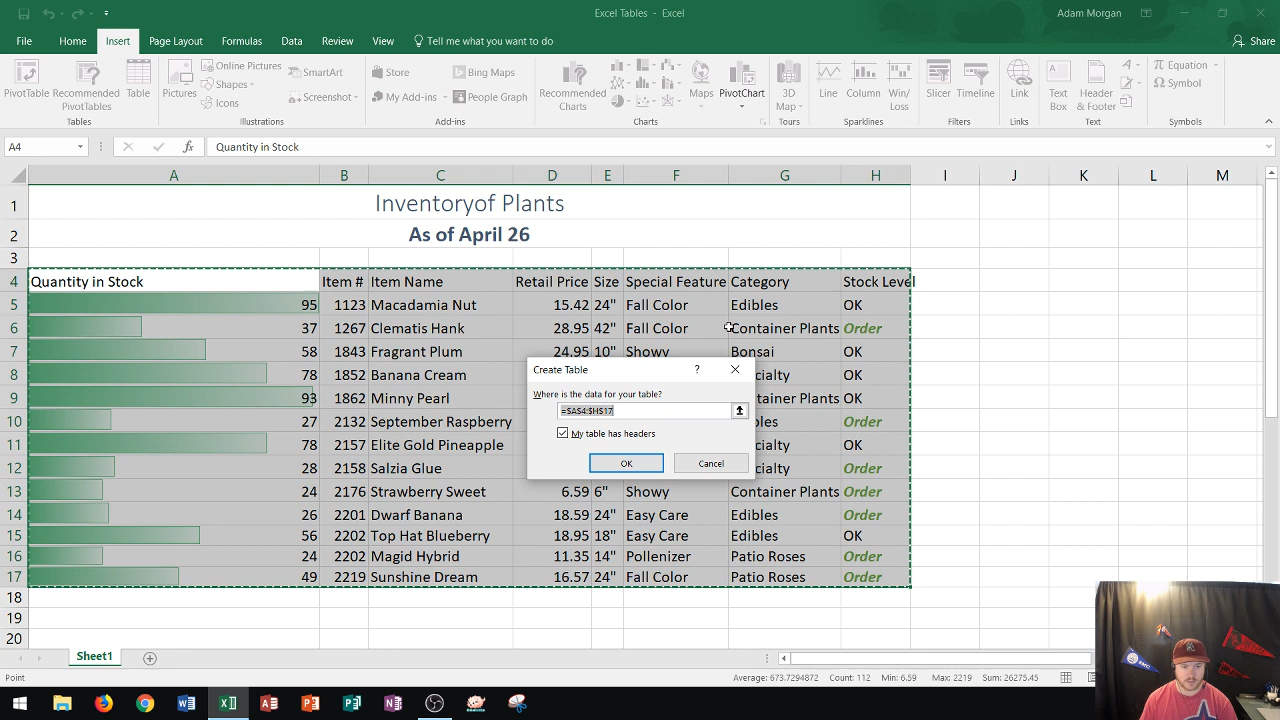 Excel Tables - Excel
Adam Morgan
File Home Insert Page Layout Formulas Data Review View Tell me what you want to do Share
PivotTable Recommended PivotTables Table Pictures Online Pictures Shapes Icons SmartArt Screenshot Store My Add-ins Bing Maps People Graph Recommended Charts Maps PivotChart 3D Map Line Column Win/Loss Slicer Timeline Link Text Box Header & Footer Equation Symbol
Tables Illustrations Add-ins Charts Tours Sparklines Filters Links Text Symbols
A4 fx Quantity in Stock
A B C D E F G H I J K L M
1 Inventoryof Plants
2 As of April 26
3
4 Quantity in Stock Item # Item Name Retail Price Size Special Feature Category Stock Level
5 95 1123 Macadamia Nut 15.42 24" Fall Color Edibles OK
6 37 1267 Clematis Hank 28.95 42" Fall Color Container Plants Order
7 58 1843 Fragrant Plum 24.95 10" Showy Bonsai OK
8 78 1852 Banana Cream cialty OK
9 93 1862 Minny Pearl ntainer Plants OK
10 27 2132 September Raspberry bles Order
11 78 2157 Elite Gold Pineapple cialty OK
12 28 2158 Salzia Glue cialty Order
13 24 2176 Strawberry Sweet 6.59 6" Showy Container Plants Order
14 26 2201 Dwarf Banana 18.59 24" Easy Care Edibles Order
15 56 2202 Top Hat Blueberry 18.95 18" Easy Care Edibles OK
16 24 2202 Magid Hybrid 11.35 14" Pollenizer Patio Roses Order
17 49 2219 Sunshine Dream 16.57 24" Fall Color Patio Roses Order
18
19
20
Create Table ?
Where is the data for your table?
=$A$4:$H$17
My table has headers
OK Cancel
Sheet1
Point Average: 673.7294872 Count: 112 Min: 6.59 Max: 2219 Sum: 26275.45